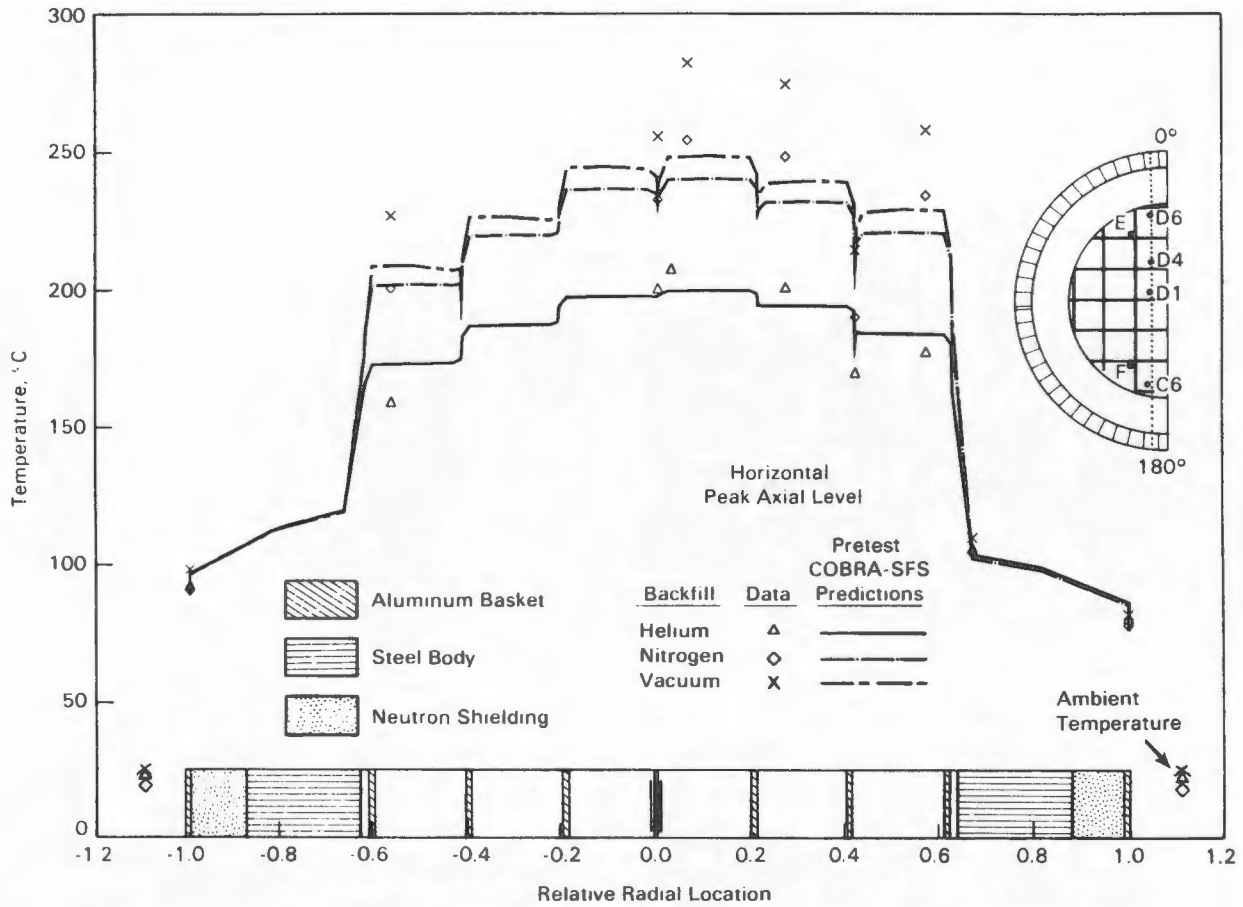 300
250
200
150
100
50
0
Temperature, °C
0°
E
D6
D4
D1
F
C6
180°
Horizontal
Peak Axial Level
Pretest
COBRA-SFS
Backfill Data Predictions
Helium
Nitrogen
Vacuum
Aluminum Basket
Steel Body
Neutron Shielding
Ambient
Temperature
-1.2 -1.0 -0.8 -0.6 -0.4 -0.2 0.0 0.2 0.4 0.6 0.8 1.0 1.2
Relative Radial Location